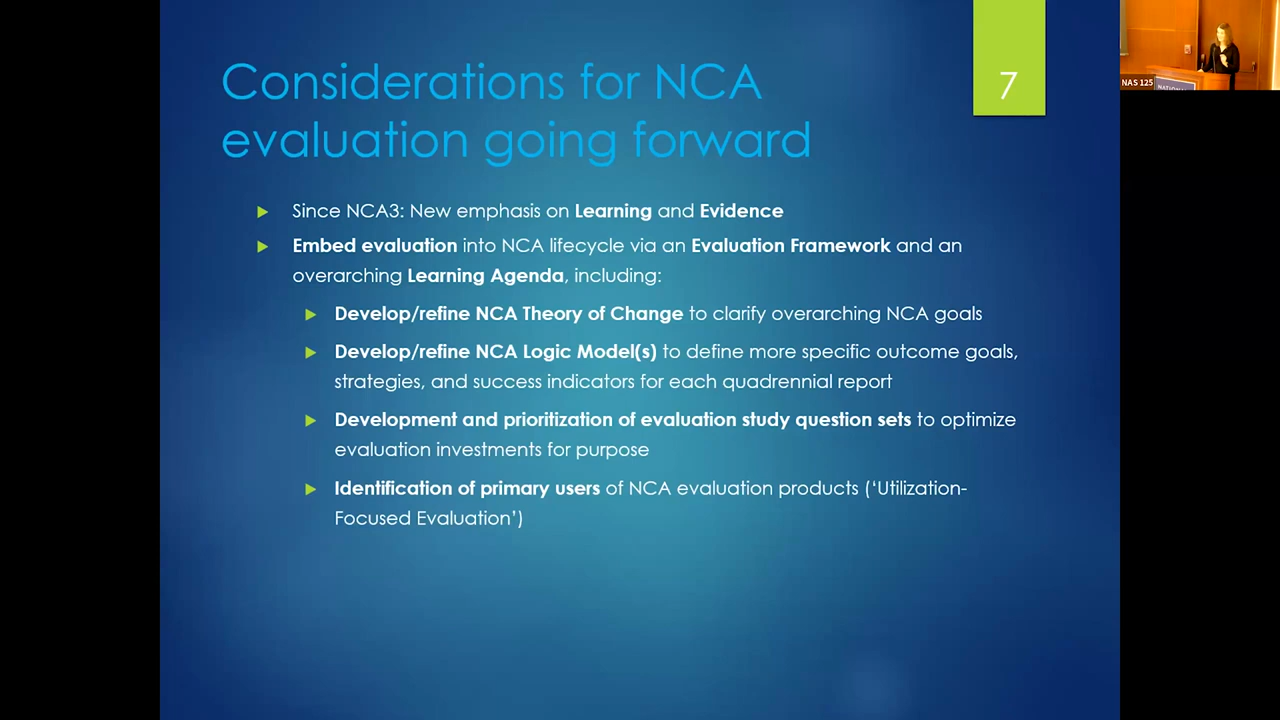 Considerations for NCA
evaluation going forward
7
Since NCA3: New emphasis on Learning and Evidence
Embed evaluation into NCA lifecycle via an Evaluation Framework and an
overarching Learning Agenda, including:
Develop/refine NCA Theory of Change to clarify overarching NCA goals
Develop/refine NCA Logic Model(s) to define more specific outcome goals,
strategies, and success indicators for each quadrennial report
Development and prioritization of evaluation study question sets to optimize
evaluation investments for purpose
Identification of primary users of NCA evaluation products (‘Utilization-
Focused Evaluation’)
NAS 125